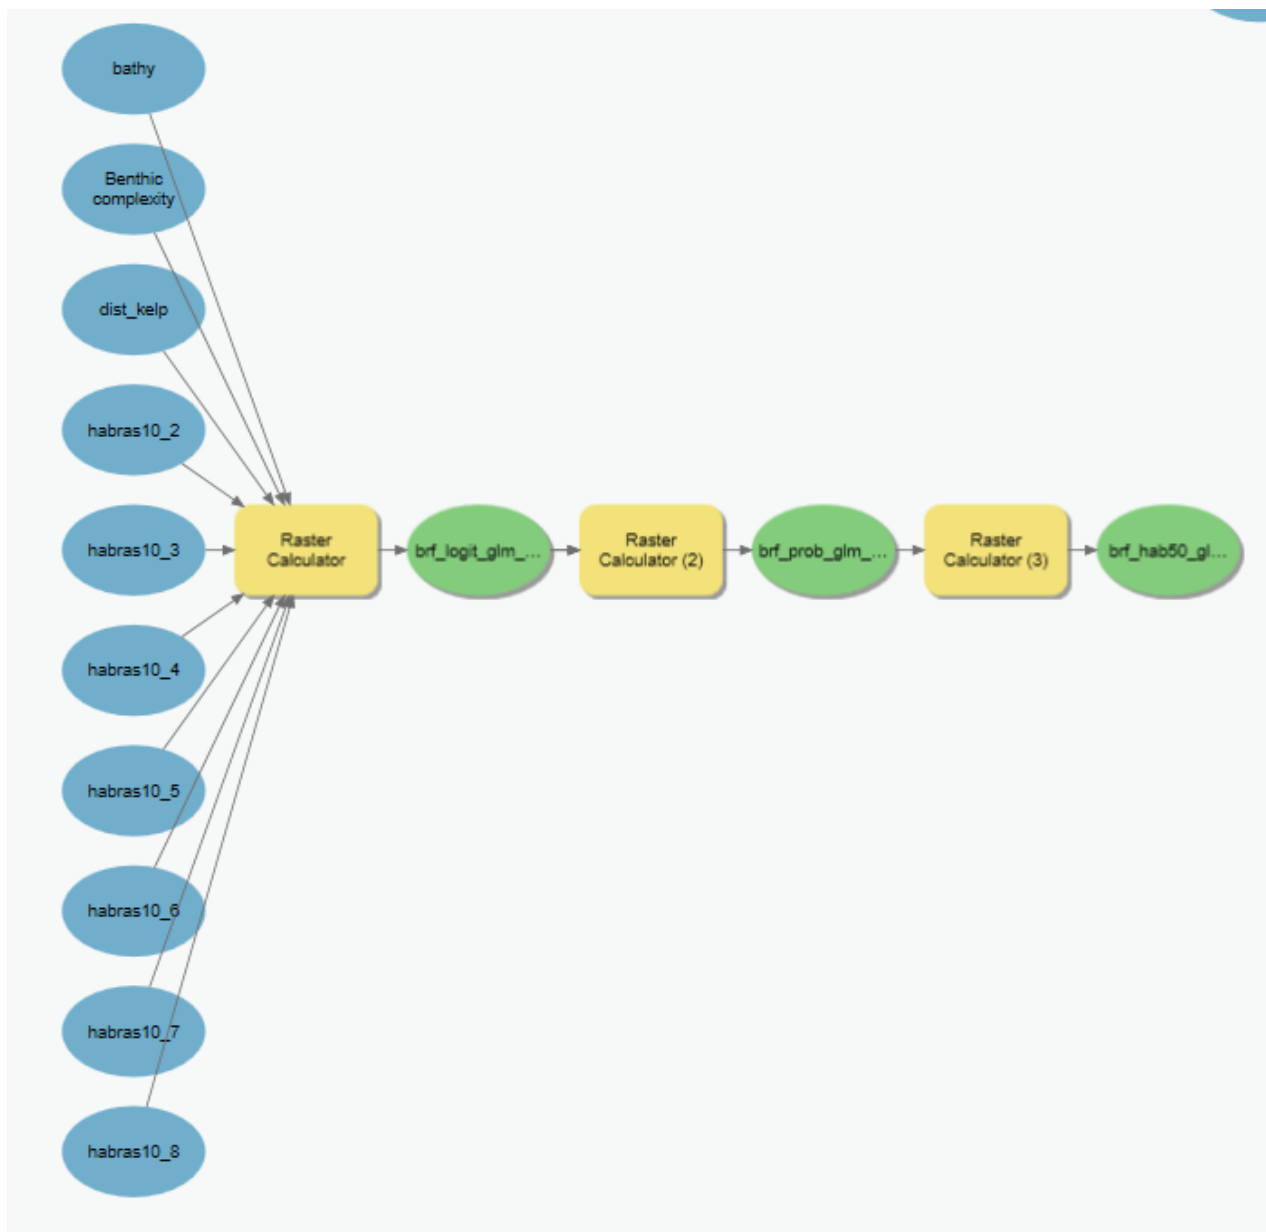 bathy
Benthic
complexity
dist_kelp
habras10_2
habras10_3
habras10_4
habras10_5
habras10_6
habras10_7
habras10_8
Raster
Calculator
brf_logit_glm_...
Raster
Calculator (2)
brf_prob_glm_...
Raster
Calculator (3)
brf_hab50_gl...